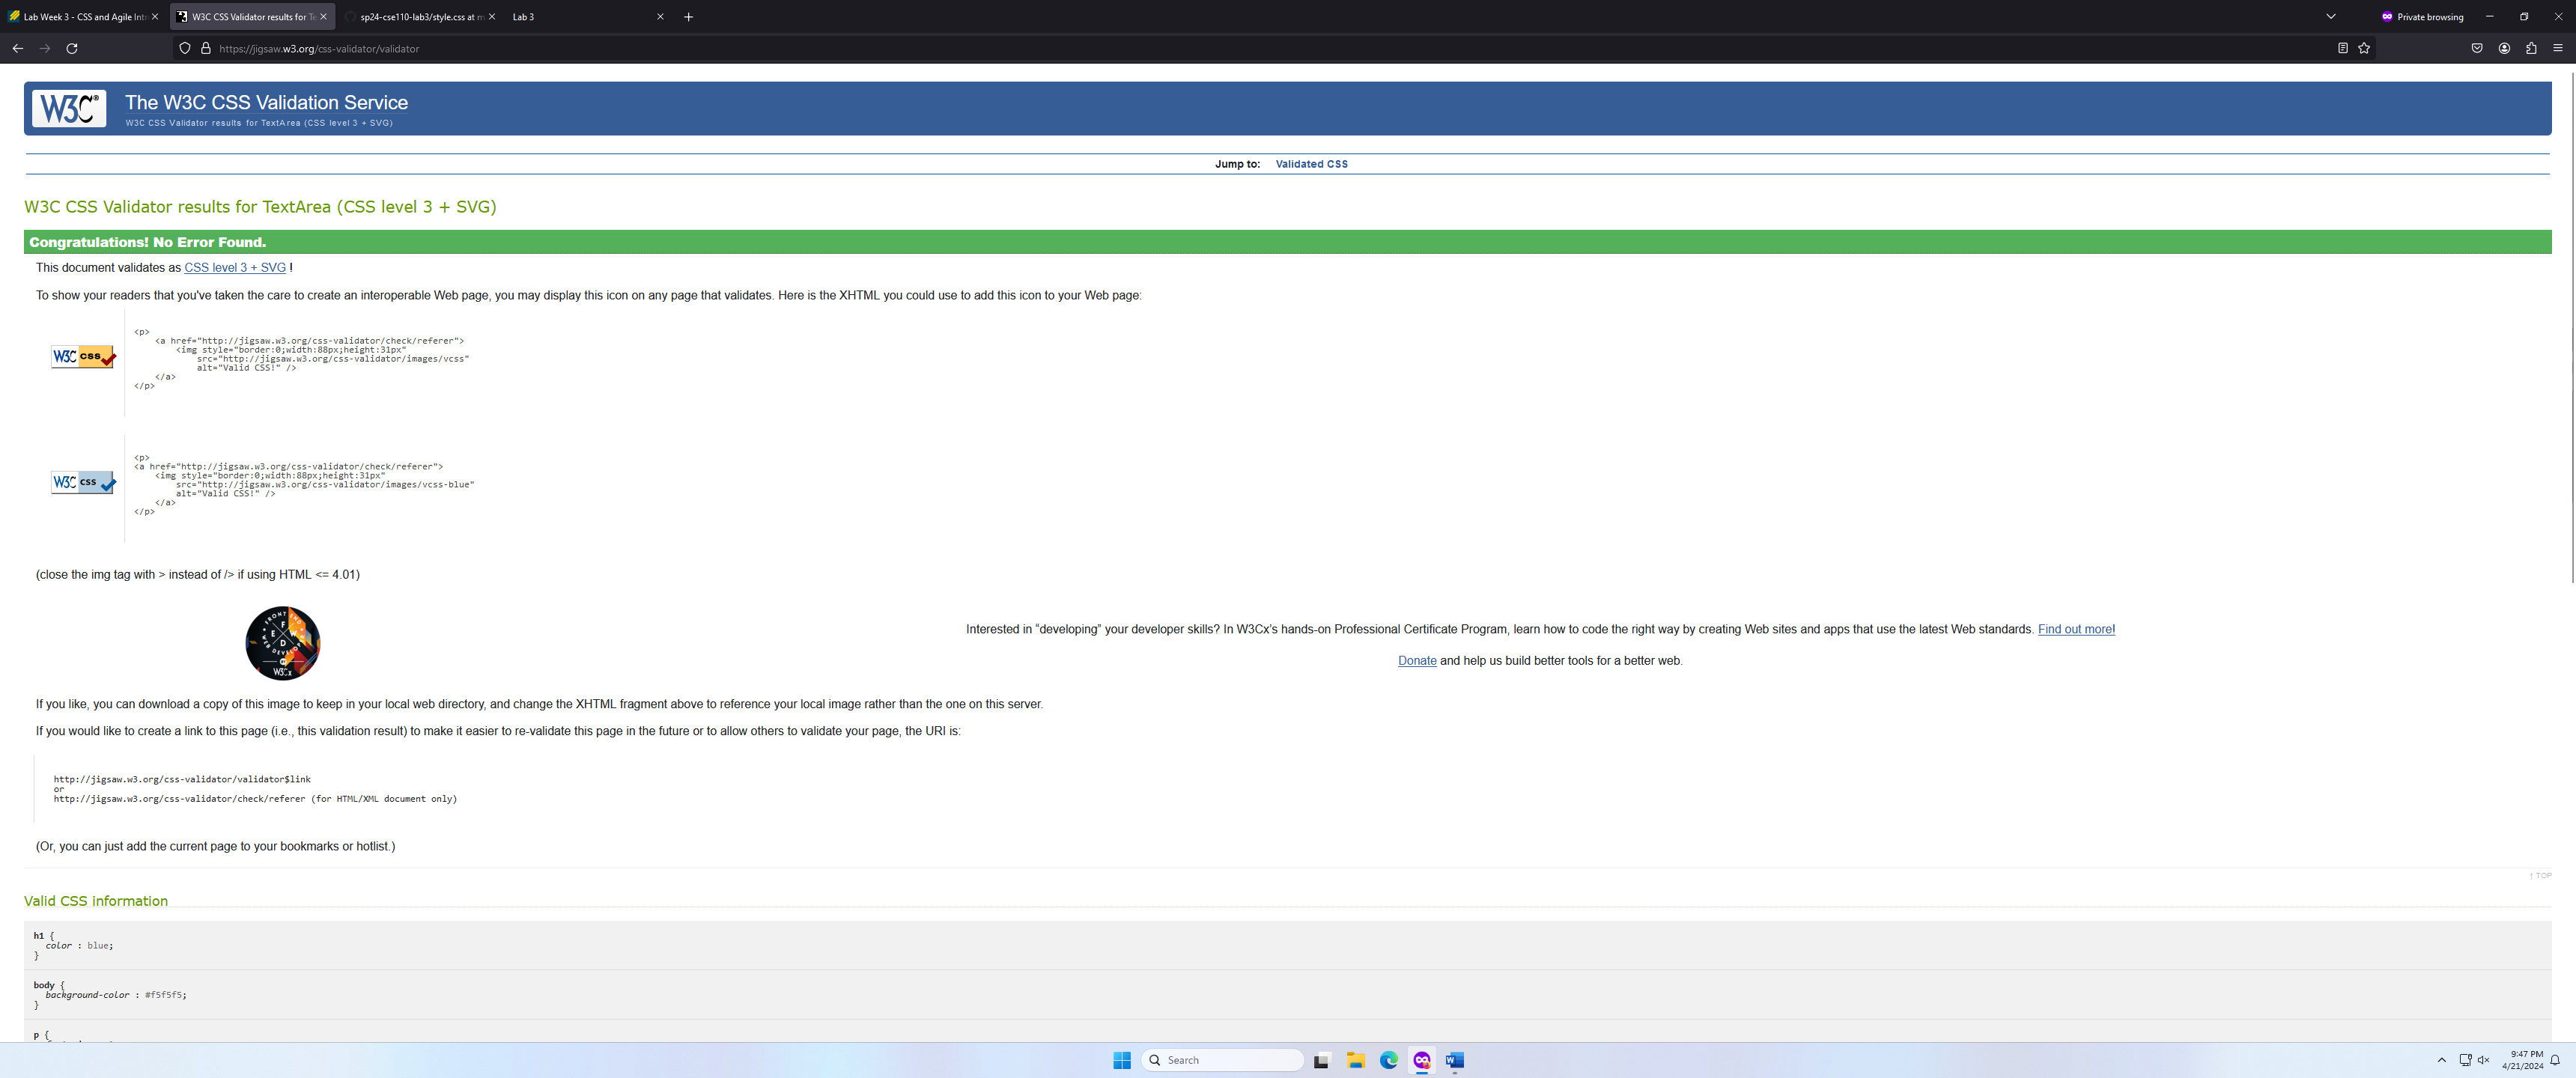 Lab Week 3 - CSS and Agile Intr
W3C CSS Validator results for Te
sp24-cse110-lab3/style.css at m
Lab 3
Private browsing
https://jigsaw.w3.org/css-validator/validator
W3C®
The W3C CSS Validation Service
W3C CSS Validator results for TextArea (CSS level 3 + SVG)
Jump to: Validated CSS
W3C CSS Validator results for TextArea (CSS level 3 + SVG)
Congratulations! No Error Found.
This document validates as CSS level 3 + SVG !
To show your readers that you've taken the care to create an interoperable Web page, you may display this icon on any page that validates. Here is the XHTML you could use to add this icon to your Web page:
W3C css
<p>
<a href="http://jigsaw.w3.org/css-validator/check/referer">
<img style="border:0;width:88px;height:31px"
src="http://jigsaw.w3.org/css-validator/images/vcss"
alt="Valid CSS!" />
</a>
</p>
W3C css
<p>
<a href="http://jigsaw.w3.org/css-validator/check/referer">
<img style="border:0;width:88px;height:31px"
src="http://jigsaw.w3.org/css-validator/images/vcss-blue"
alt="Valid CSS!" />
</a>
</p>
(close the img tag with > instead of /> if using HTML <= 4.01)
FRONT END
WEB DEVELOPER
F E W D
W3Cx
Interested in “developing” your developer skills? In W3Cx’s hands-on Professional Certificate Program, learn how to code the right way by creating Web sites and apps that use the latest Web standards. Find out more!
Donate and help us build better tools for a better web.
If you like, you can download a copy of this image to keep in your local web directory, and change the XHTML fragment above to reference your local image rather than the one on this server.
If you would like to create a link to this page (i.e., this validation result) to make it easier to re-validate this page in the future or to allow others to validate your page, the URI is:
http://jigsaw.w3.org/css-validator/validator$link
or
http://jigsaw.w3.org/css-validator/check/referer (for HTML/XML document only)
(Or, you can just add the current page to your bookmarks or hotlist.)
↑ TOP
Valid CSS information
h1 {
color : blue;
}
body {
background-color : #f5f5f5;
}
p {
Search
9:47 PM
4/21/2024